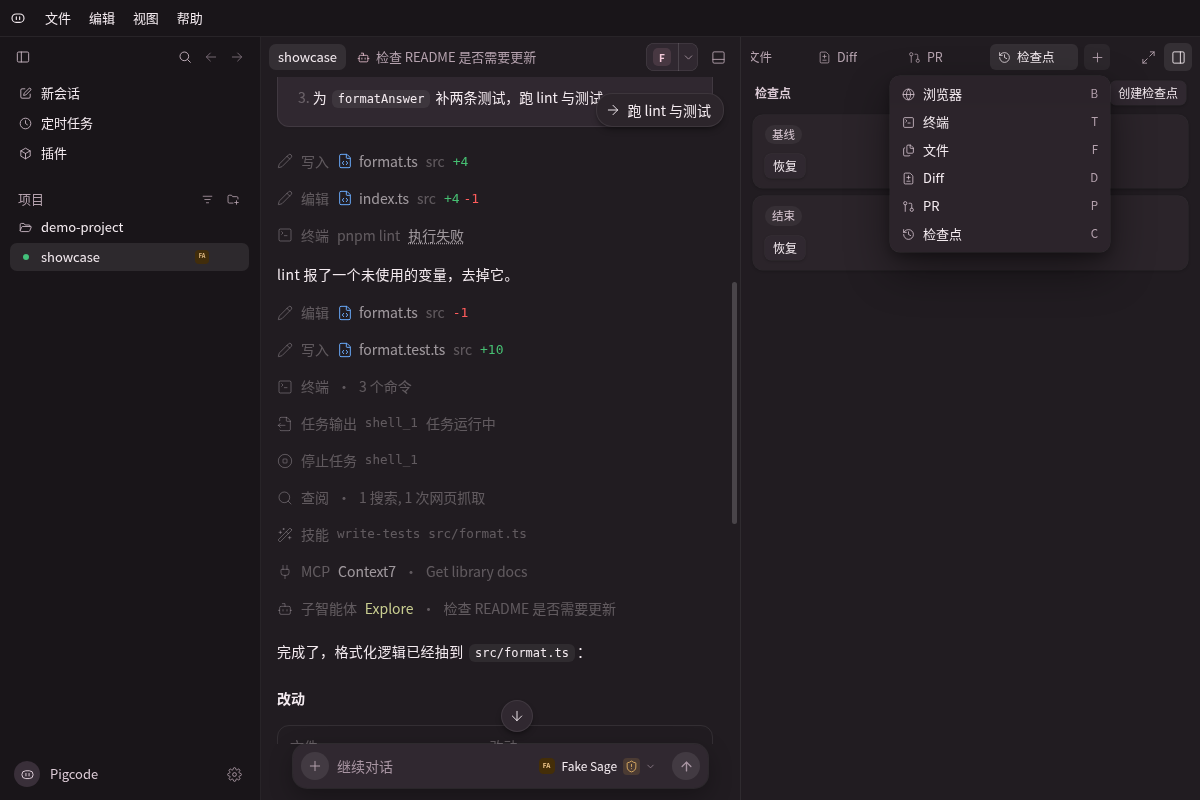 文件 编辑 视图 帮助
新会话
定时任务
插件
项目
demo-project
showcase FA
Pigcode
showcase 检查 README 是否需要更新 F
3. 为 formatAnswer 补两条测试，跑 lint 与测试
跑 lint 与测试
写入 format.ts src +4
编辑 index.ts src +4 -1
终端 pnpm lint 执行失败
lint 报了一个未使用的变量，去掉它。
编辑 format.ts src -1
写入 format.test.ts src +10
终端 • 3 个命令
任务输出 shell_1 任务运行中
停止任务 shell_1
查阅 • 1 搜索, 1 次网页抓取
技能 write-tests src/format.ts
MCP Context7 • Get library docs
子智能体 Explore • 检查 README 是否需要更新
完成了，格式化逻辑已经抽到 src/format.ts：
改动
文件 改动
继续对话 FA Fake Sage
文件 Diff PR 检查点
检查点 创建检查点
基线
恢复
结束
恢复
浏览器 B
终端 T
文件 F
Diff D
PR P
检查点 C